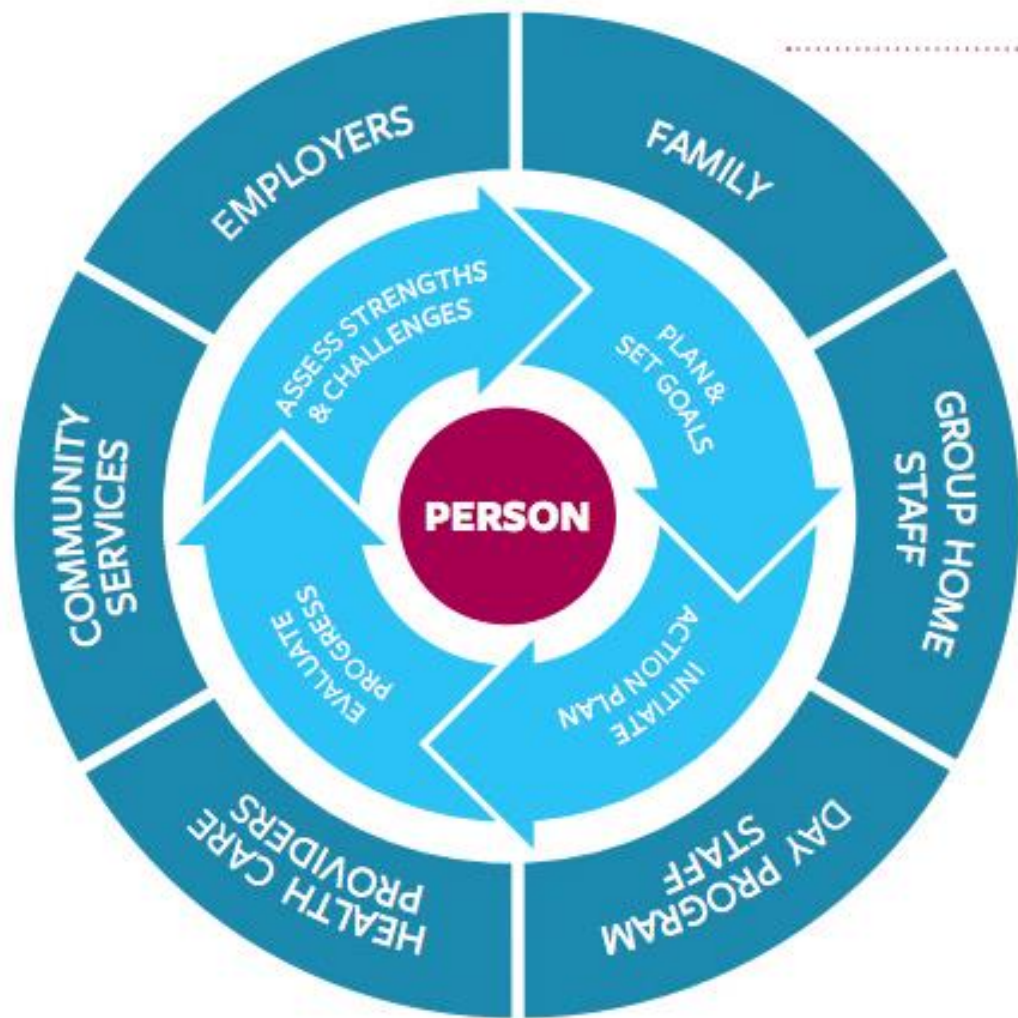 EMPLOYERS
FAMILY
GROUP HOME
STAFF
DAY PROGRAM
STAFF
HEALTH CARE
PROVIDERS
COMMUNITY
SERVICES
ASSESS STRENGTHS
& CHALLENGES
PLAN &
SET GOALS
INITIATE
ACTION PLAN
EVALUATE
PROGRESS
PERSON